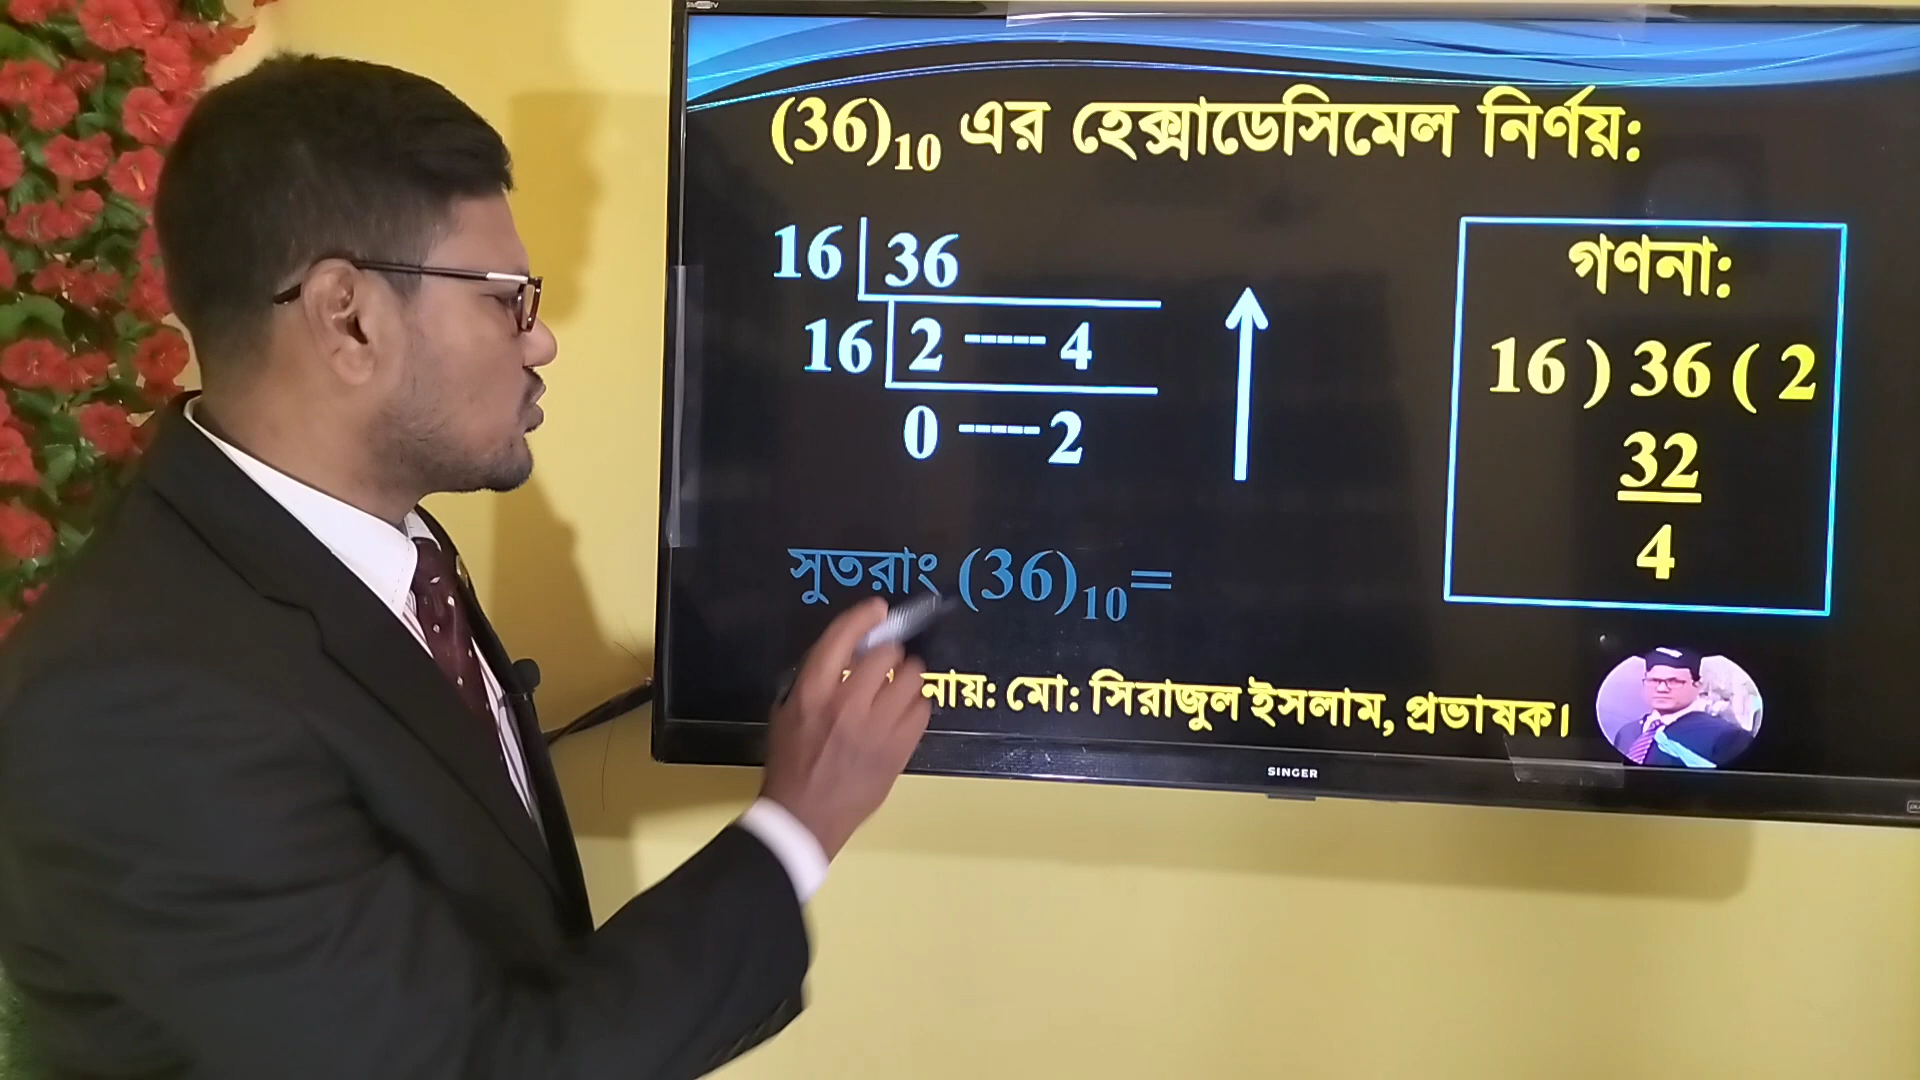 (36)10 এর হেক্সাডেসিমেল নির্ণয়:
16 36
16 2 ----- 4
0 ----- 2
গণনা:
16 ) 36 ( 2
32
4
সুতরাং (36)10=
মো: সিরাজুল ইসলাম, প্রভাষক।
SINGER